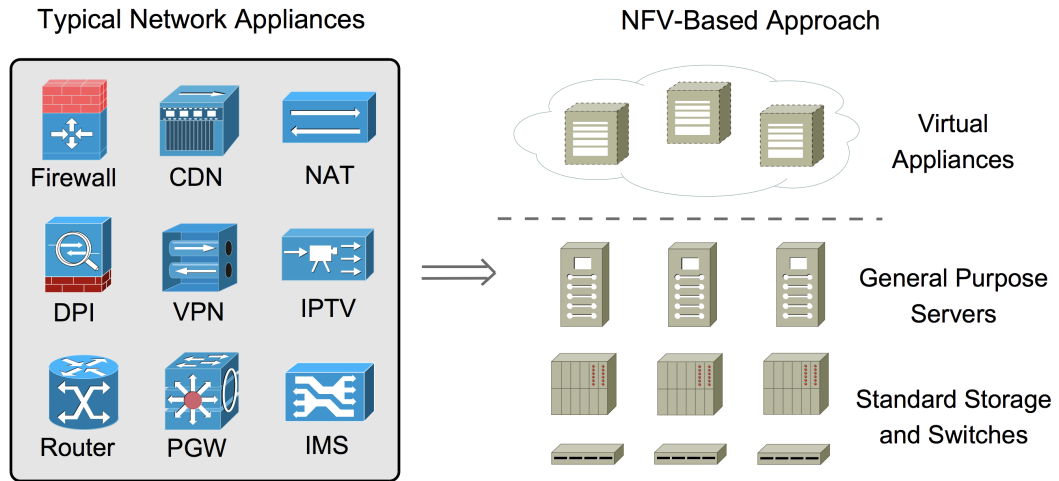 Typical Network Appliances
NFV-Based Approach
Firewall
CDN
NAT
DPI
VPN
IPTV
Router
PGW
IMS
Virtual
Appliances
General Purpose
Servers
Standard Storage
and Switches